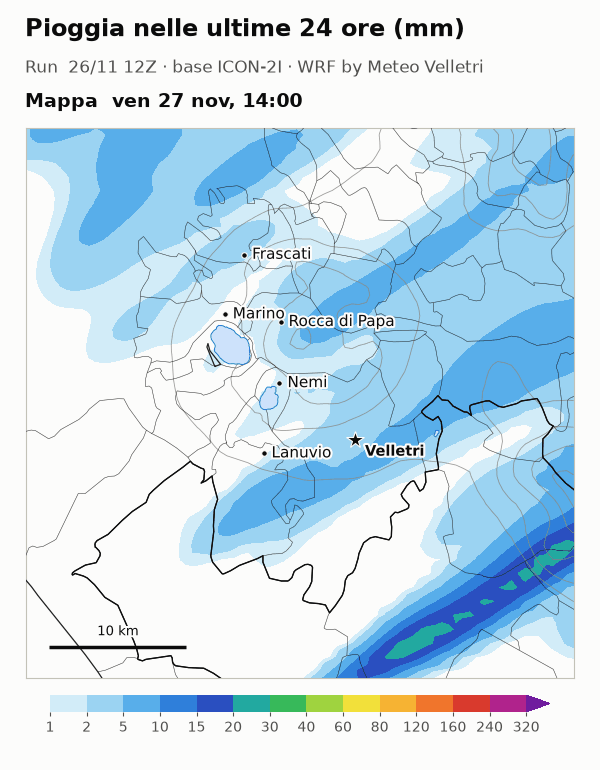 Pioggia nelle ultime 24 ore (mm)
Run  26/11 12Z · base ICON-2I · WRF by Meteo Velletri
Mappa  ven 27 nov, 14:00
Frascati
Marino
Rocca di Papa
Nemi
Velletri
Lanuvio
10 km
1 2 5 10 15 20 30 40 60 80 120 160 240 320